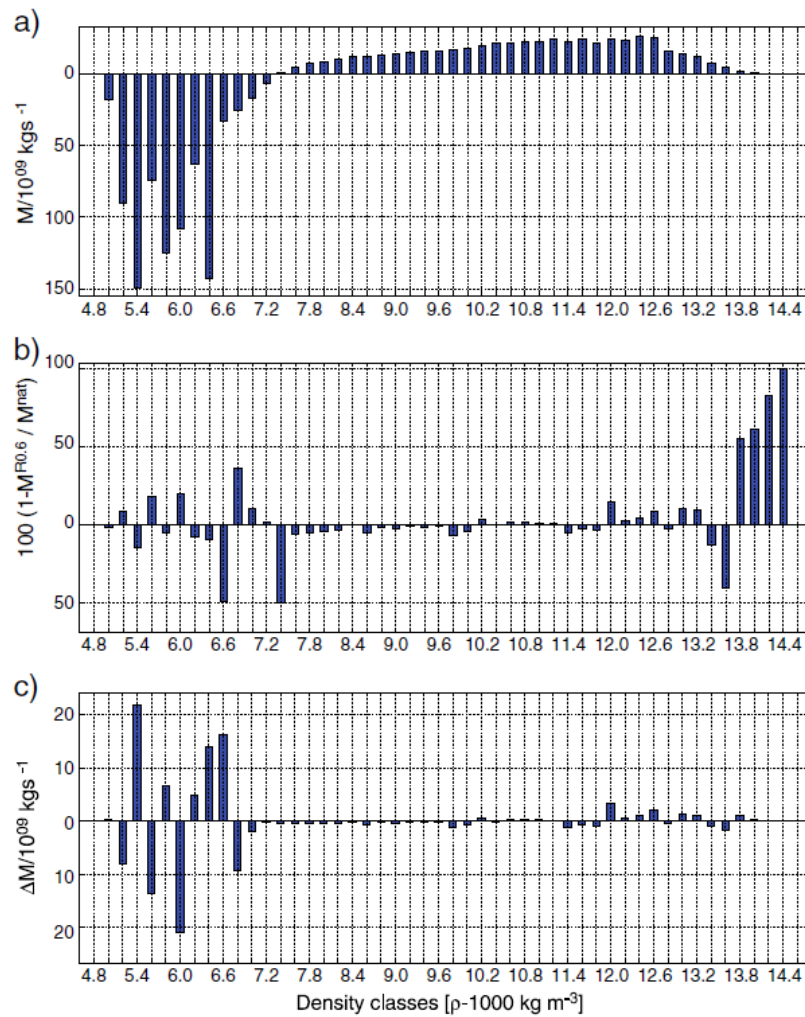 a)
0
50
100
150
M/10⁰⁹ kgs⁻¹
4.8 5.4 6.0 6.6 7.2 7.8 8.4 9.0 9.6 10.2 10.8 11.4 12.0 12.6 13.2 13.8 14.4
b)
100
50
0
50
100 (1-Mᴿ⁰·⁶ / Mⁿᵃᵗ)
4.8 5.4 6.0 6.6 7.2 7.8 8.4 9.0 9.6 10.2 10.8 11.4 12.0 12.6 13.2 13.8 14.4
c)
20
10
0
10
20
ΔM/10⁰⁹ kgs⁻¹
4.8 5.4 6.0 6.6 7.2 7.8 8.4 9.0 9.6 10.2 10.8 11.4 12.0 12.6 13.2 13.8 14.4
Density classes [ρ-1000 kg m⁻³]